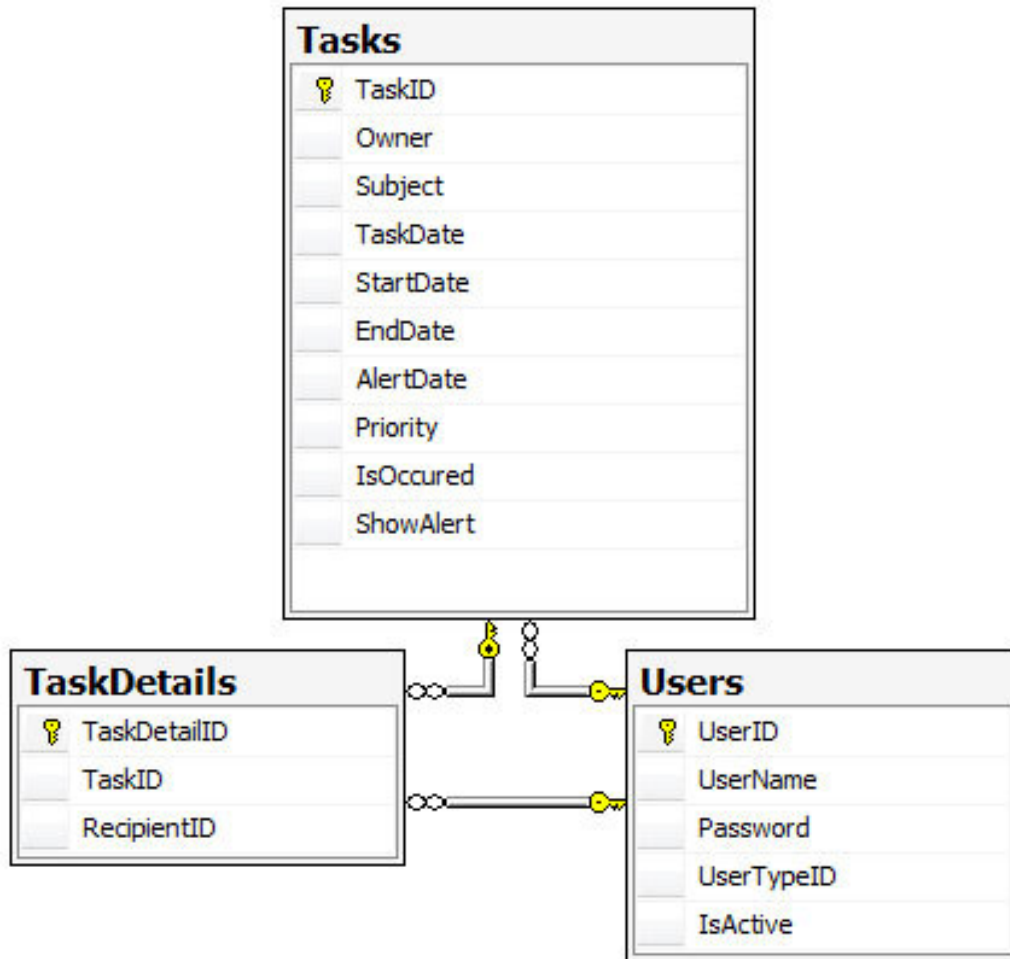 Tasks
TaskID
Owner
Subject
TaskDate
StartDate
EndDate
AlertDate
Priority
IsOccured
ShowAlert
TaskDetails
TaskDetailID
TaskID
RecipientID
Users
UserID
UserName
Password
UserTypeID
IsActive